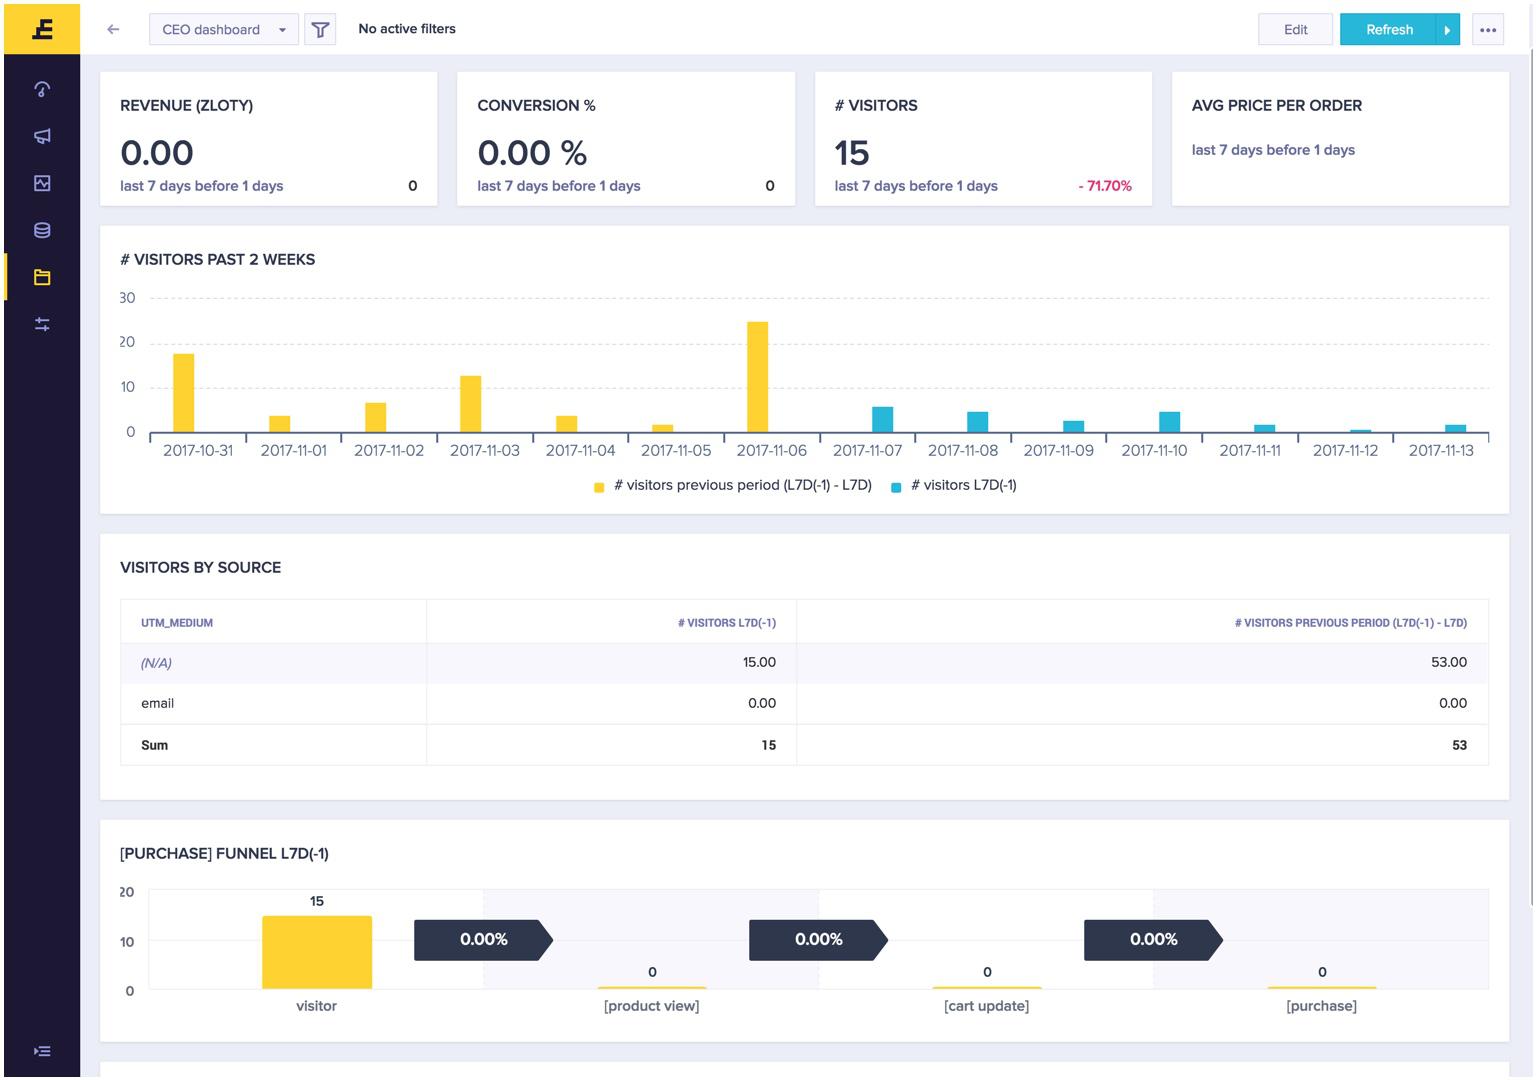 CEO dashboard No active filters Edit Refresh
REVENUE (ZLOTY)
0.00
last 7 days before 1 days 0
CONVERSION %
0.00 %
last 7 days before 1 days 0
# VISITORS
15
last 7 days before 1 days - 71.70%
AVG PRICE PER ORDER
last 7 days before 1 days
# VISITORS PAST 2 WEEKS
30
20
10
0
2017-10-31 2017-11-01 2017-11-02 2017-11-03 2017-11-04 2017-11-05 2017-11-06 2017-11-07 2017-11-08 2017-11-09 2017-11-10 2017-11-11 2017-11-12 2017-11-13
# visitors previous period (L7D(-1) - L7D) # visitors L7D(-1)
VISITORS BY SOURCE
UTM_MEDIUM # VISITORS L7D(-1) # VISITORS PREVIOUS PERIOD (L7D(-1) - L7D)
(N/A) 15.00 53.00
email 0.00 0.00
Sum 15 53
[PURCHASE] FUNNEL L7D(-1)
20
15
10 0.00% 0.00% 0.00%
0 0 0
0
visitor [product view] [cart update] [purchase]